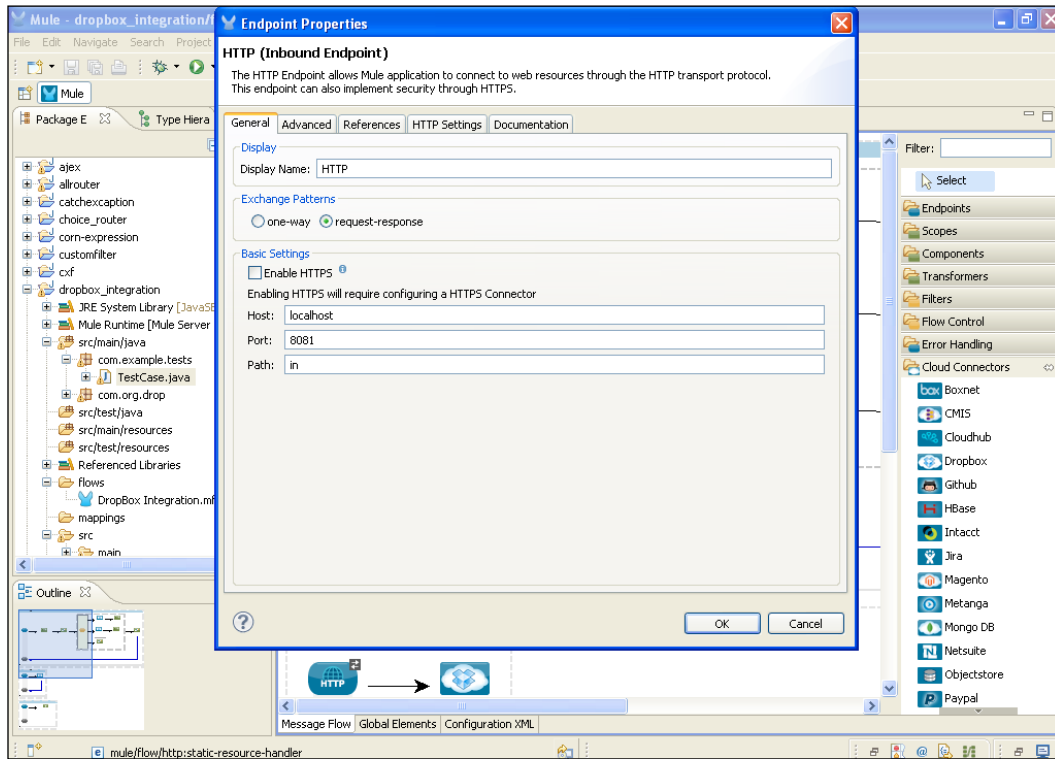 Mule - dropbox_integration/f
File Edit Navigate Search Project
Mule
Package E
Type Hiera
ajex
allrouter
catchexcaption
choice_router
corn-expression
customfilter
cxf
dropbox_integration
JRE System Library [JavaSE
Mule Runtime [Mule Server
src/main/java
com.example.tests
TestCase.java
com.org.drop
src/test/java
src/main/resources
src/test/resources
Referenced Libraries
flows
DropBox Integration.mf
mappings
src
main
Outline
Endpoint Properties
HTTP (Inbound Endpoint)
The HTTP Endpoint allows Mule application to connect to web resources through the HTTP transport protocol.
This endpoint can also implement security through HTTPS.
General Advanced References HTTP Settings Documentation
Display
Display Name: HTTP
Exchange Patterns
one-way request-response
Basic Settings
Enable HTTPS
Enabling HTTPS will require configuring a HTTPS Connector
Host: localhost
Port: 8081
Path: in
OK Cancel
HTTP
Message Flow Global Elements Configuration XML
Filter:
Select
Endpoints
Scopes
Components
Transformers
Filters
Flow Control
Error Handling
Cloud Connectors
box Boxnet
CMIS
Cloudhub
Dropbox
Github
HBase
Intacct
Jira
Magento
Metanga
Mongo DB
Netsuite
Objectstore
Paypal
mule/flow/http:static-resource-handler